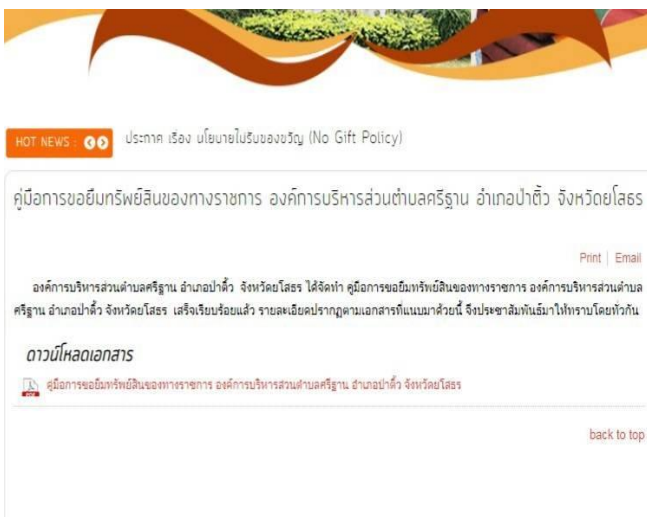 HOT NEWS : ประกาศ เรื่อง นโยบายไม่รับของขวัญ (No Gift Policy)
คู่มือการขอยืมทรัพย์สินของทางราชการ องค์การบริหารส่วนตำบลศรีฐาน อำเภอป่าติ้ว จังหวัดยโสธร
Print | Email
องค์การบริหารส่วนตำบลศรีฐาน อำเภอป่าติ้ว จังหวัดยโสธร ได้จัดทำ คู่มือการขอยืมทรัพย์สินของทางราชการ องค์การบริหารส่วนตำบล
ศรีฐาน อำเภอป่าติ้ว จังหวัดยโสธร เสร็จเรียบร้อยแล้ว รายละเอียดปรากฏตามเอกสารที่แนบมาด้วยนี้ จึงประชาสัมพันธ์มาให้ทราบโดยทั่วกัน
ดาวน์โหลดเอกสาร
คู่มือการขอยืมทรัพย์สินของทางราชการ องค์การบริหารส่วนตำบลศรีฐาน อำเภอป่าติ้ว จังหวัดยโสธร
back to top